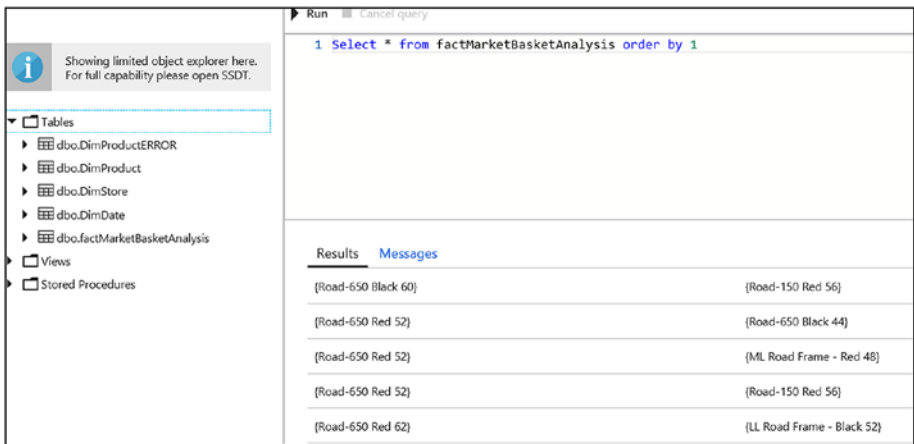 Run Cancel query
Showing limited object explorer here.
For full capability please open SSDT.
1 Select * from factMarketBasketAnalysis order by 1
Tables
dbo.DimProductERROR
dbo.DimProduct
dbo.DimStore
dbo.DimDate
dbo.factMarketBasketAnalysis
Views
Stored Procedures
Results Messages
{Road-650 Black 60} {Road-150 Red 56}
{Road-650 Red 52} {Road-650 Black 44}
{Road-650 Red 52} {ML Road Frame - Red 48}
{Road-650 Red 52} {Road-150 Red 56}
{Road-650 Red 62} {LL Road Frame - Black 52}